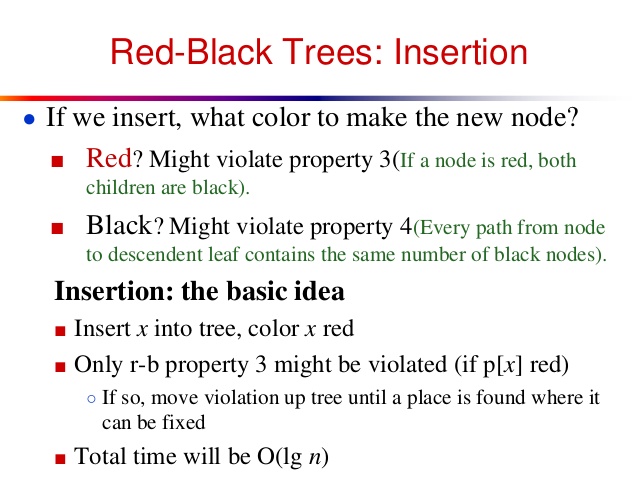 Red-Black Trees: Insertion
● If we insert, what color to make the new node?
■ Red? Might violate property 3(If a node is red, both
children are black).
■ Black? Might violate property 4(Every path from node
to descendent leaf contains the same number of black nodes).
Insertion: the basic idea
■ Insert x into tree, color x red
■ Only r-b property 3 might be violated (if p[x] red)
○ If so, move violation up tree until a place is found where it
can be fixed
■ Total time will be O(lg n)